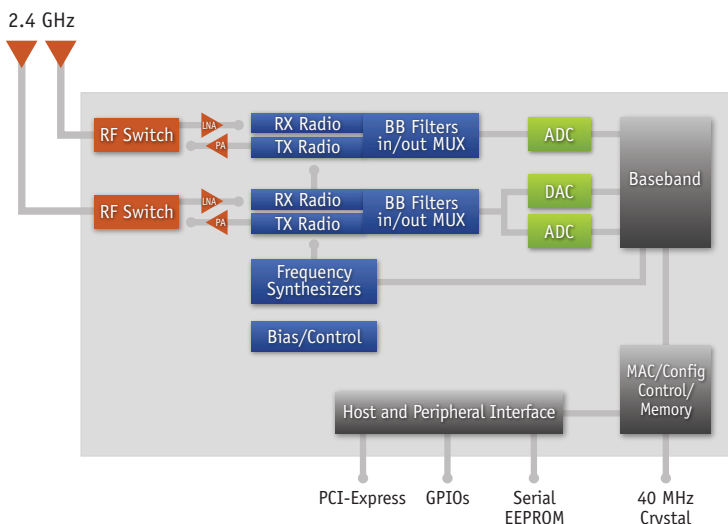 2.4 GHz
RF Switch
LNA
PA
RX Radio
TX Radio
BB Filters
in/out MUX
ADC
Baseband
RF Switch
LNA
PA
RX Radio
TX Radio
BB Filters
in/out MUX
DAC
ADC
Frequency
Synthesizers
Bias/Control
MAC/Config
Control/
Memory
Host and Peripheral Interface
PCI-Express
GPIOs
Serial
EEPROM
40 MHz
Crystal